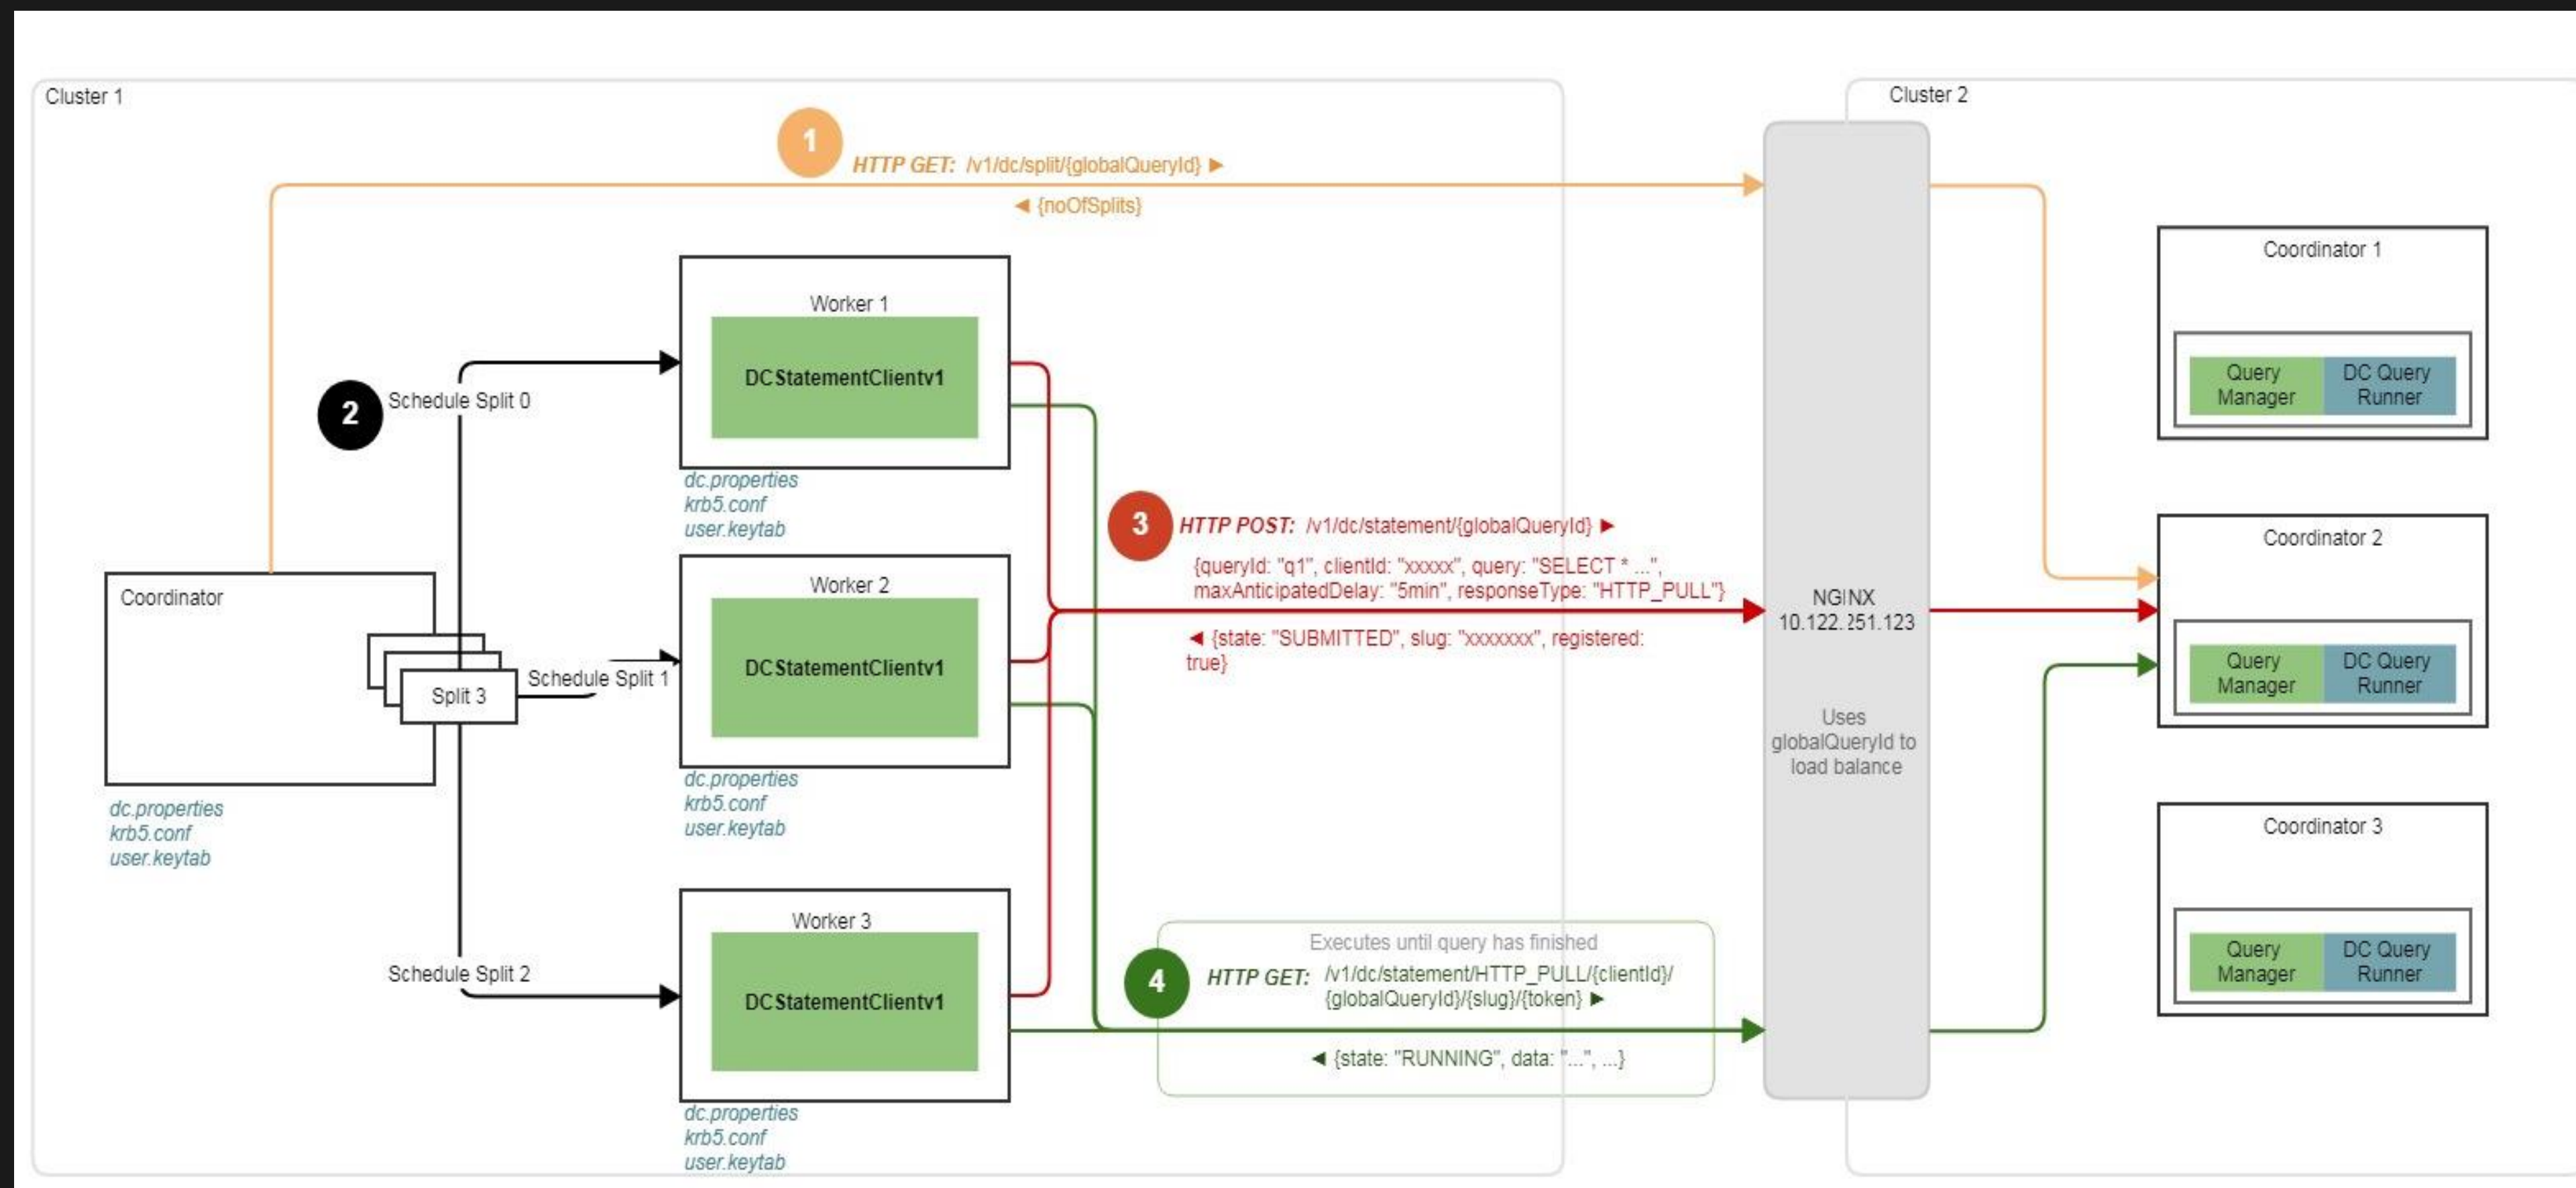 Cluster 1
Cluster 2
1
HTTP GET: /v1/dc/split/{globalQueryId} ►
◄ {noOfSplits}
Coordinator 1
Query
Manager
DC Query
Runner
Worker 1
DCStatementClientv1
dc.properties
krb5.conf
user.keytab
2
Schedule Split 0
3
HTTP POST: /v1/dc/statement/{globalQueryId} ►
{queryId: "q1", clientId: "xxxxx", query: "SELECT * ...",
maxAnticipatedDelay: "5min", responseType: "HTTP_PULL"}
◄ {state: "SUBMITTED", slug: "xxxxxxx", registered:
true}
NGINX
10.122.251.123
Uses
globalQueryId to
load balance
Coordinator 2
Query
Manager
DC Query
Runner
Worker 2
DCStatementClientv1
dc.properties
krb5.conf
user.keytab
Coordinator
Split 3
Schedule Split 1
dc.properties
krb5.conf
user.keytab
Coordinator 3
Query
Manager
DC Query
Runner
Worker 3
DCStatementClientv1
dc.properties
krb5.conf
user.keytab
Schedule Split 2
4
Executes until query has finished
HTTP GET: /v1/dc/statement/HTTP_PULL/{clientId}/
{globalQueryId}/{slug}/{token} ►
◄ {state: "RUNNING", data: "...", ...}